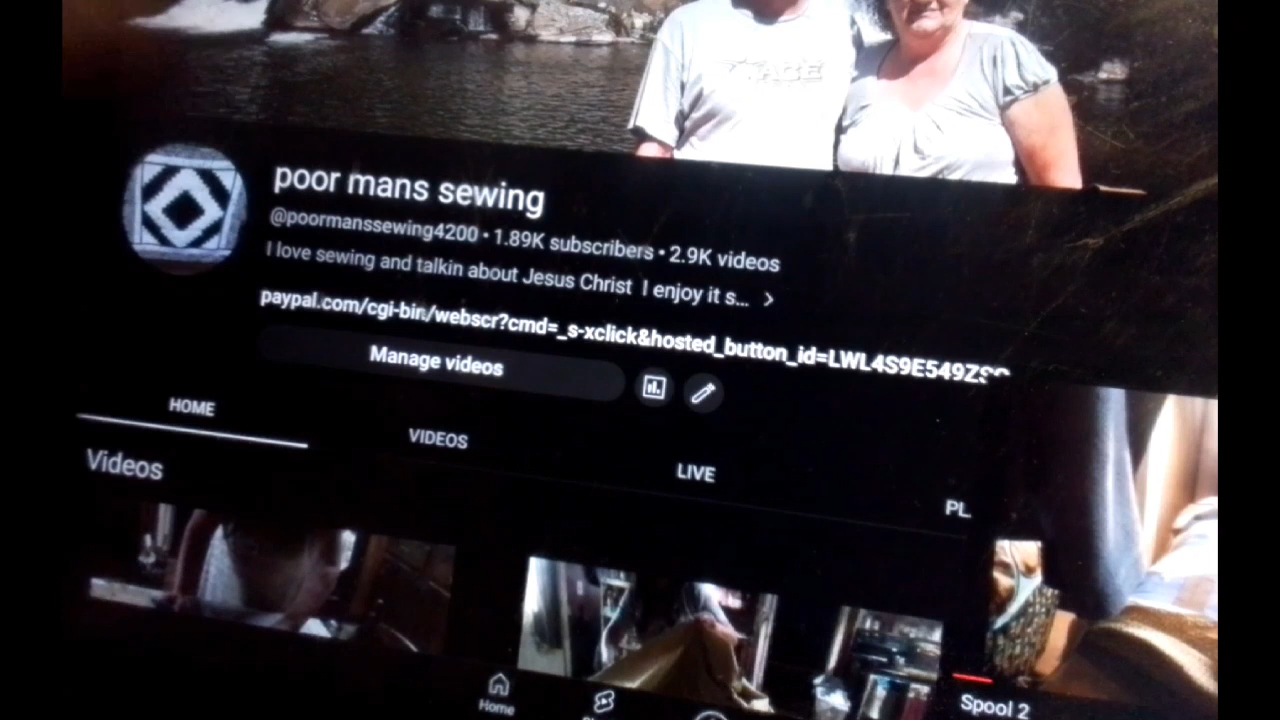 poor mans sewing
@poormanssewing4200 • 1.89K subscribers • 2.9K videos
I love sewing and talkin about Jesus Christ I enjoy it s...
paypal.com/cgi-bin/webscr?cmd=_s-xclick&hosted_button_id=LWL4S9E549ZS
Manage videos
HOME
VIDEOS
LIVE
PL
Videos
Spool 2
Home